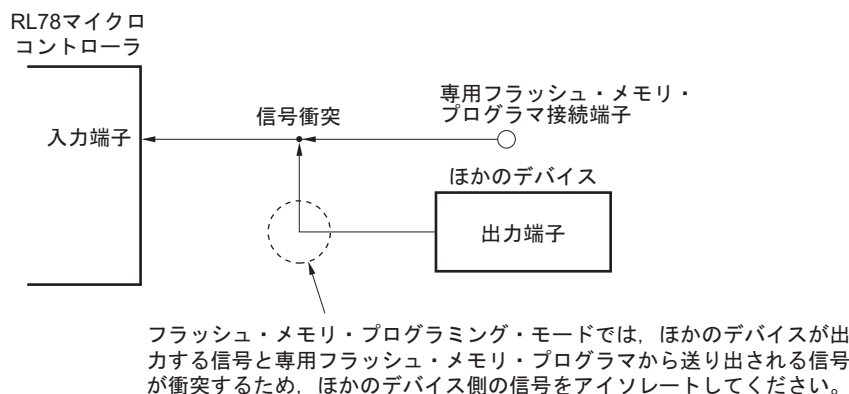 RL78マイクロ
コントローラ
専用フラッシュ・メモリ・
プログラマ接続端子
信号衝突
入力端子
ほかのデバイス
出力端子
フラッシュ・メモリ・プログラミング・モードでは，ほかのデバイスが出
力する信号と専用フラッシュ・メモリ・プログラマから送り出される信号
が衝突するため，ほかのデバイス側の信号をアイソレートしてください。